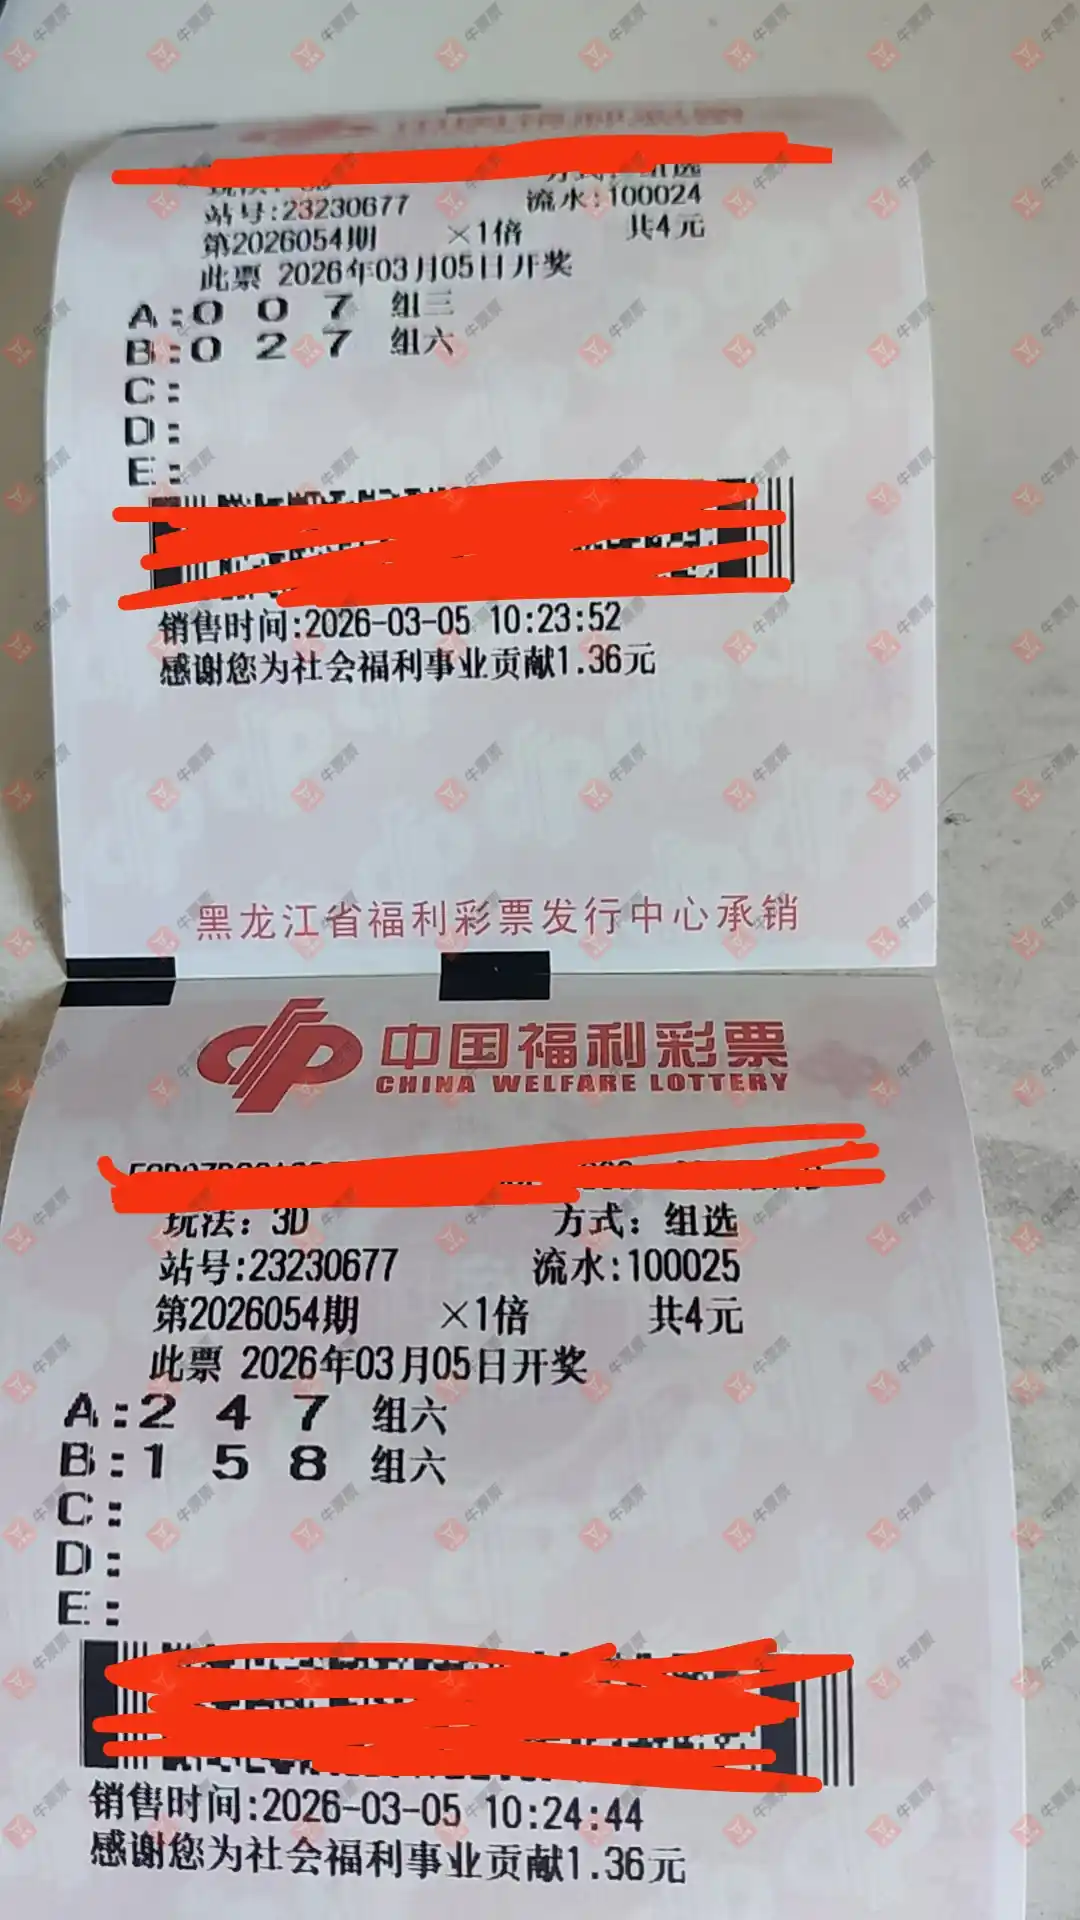 站号:23230677 流水:100024
第2026054期 ×1倍 共4元
此票 2026年03月05日开奖
A:0 0 7 组三
B:0 2 7 组六
C:
D:
E:
销售时间:2026-03-05 10:23:52
感谢您为社会福利事业贡献1.36元
黑龙江省福利彩票发行中心承销
中国福利彩票
CHINA WELFARE LOTTERY
玩法: 3D 方式: 组选
站号:23230677 流水:100025
第2026054期 ×1倍 共4元
此票 2026年03月05日开奖
A:2 4 7 组六
B:1 5 8 组六
C:
D:
E:
销售时间:2026-03-05 10:24:44
感谢您为社会福利事业贡献1.36元
牛票票